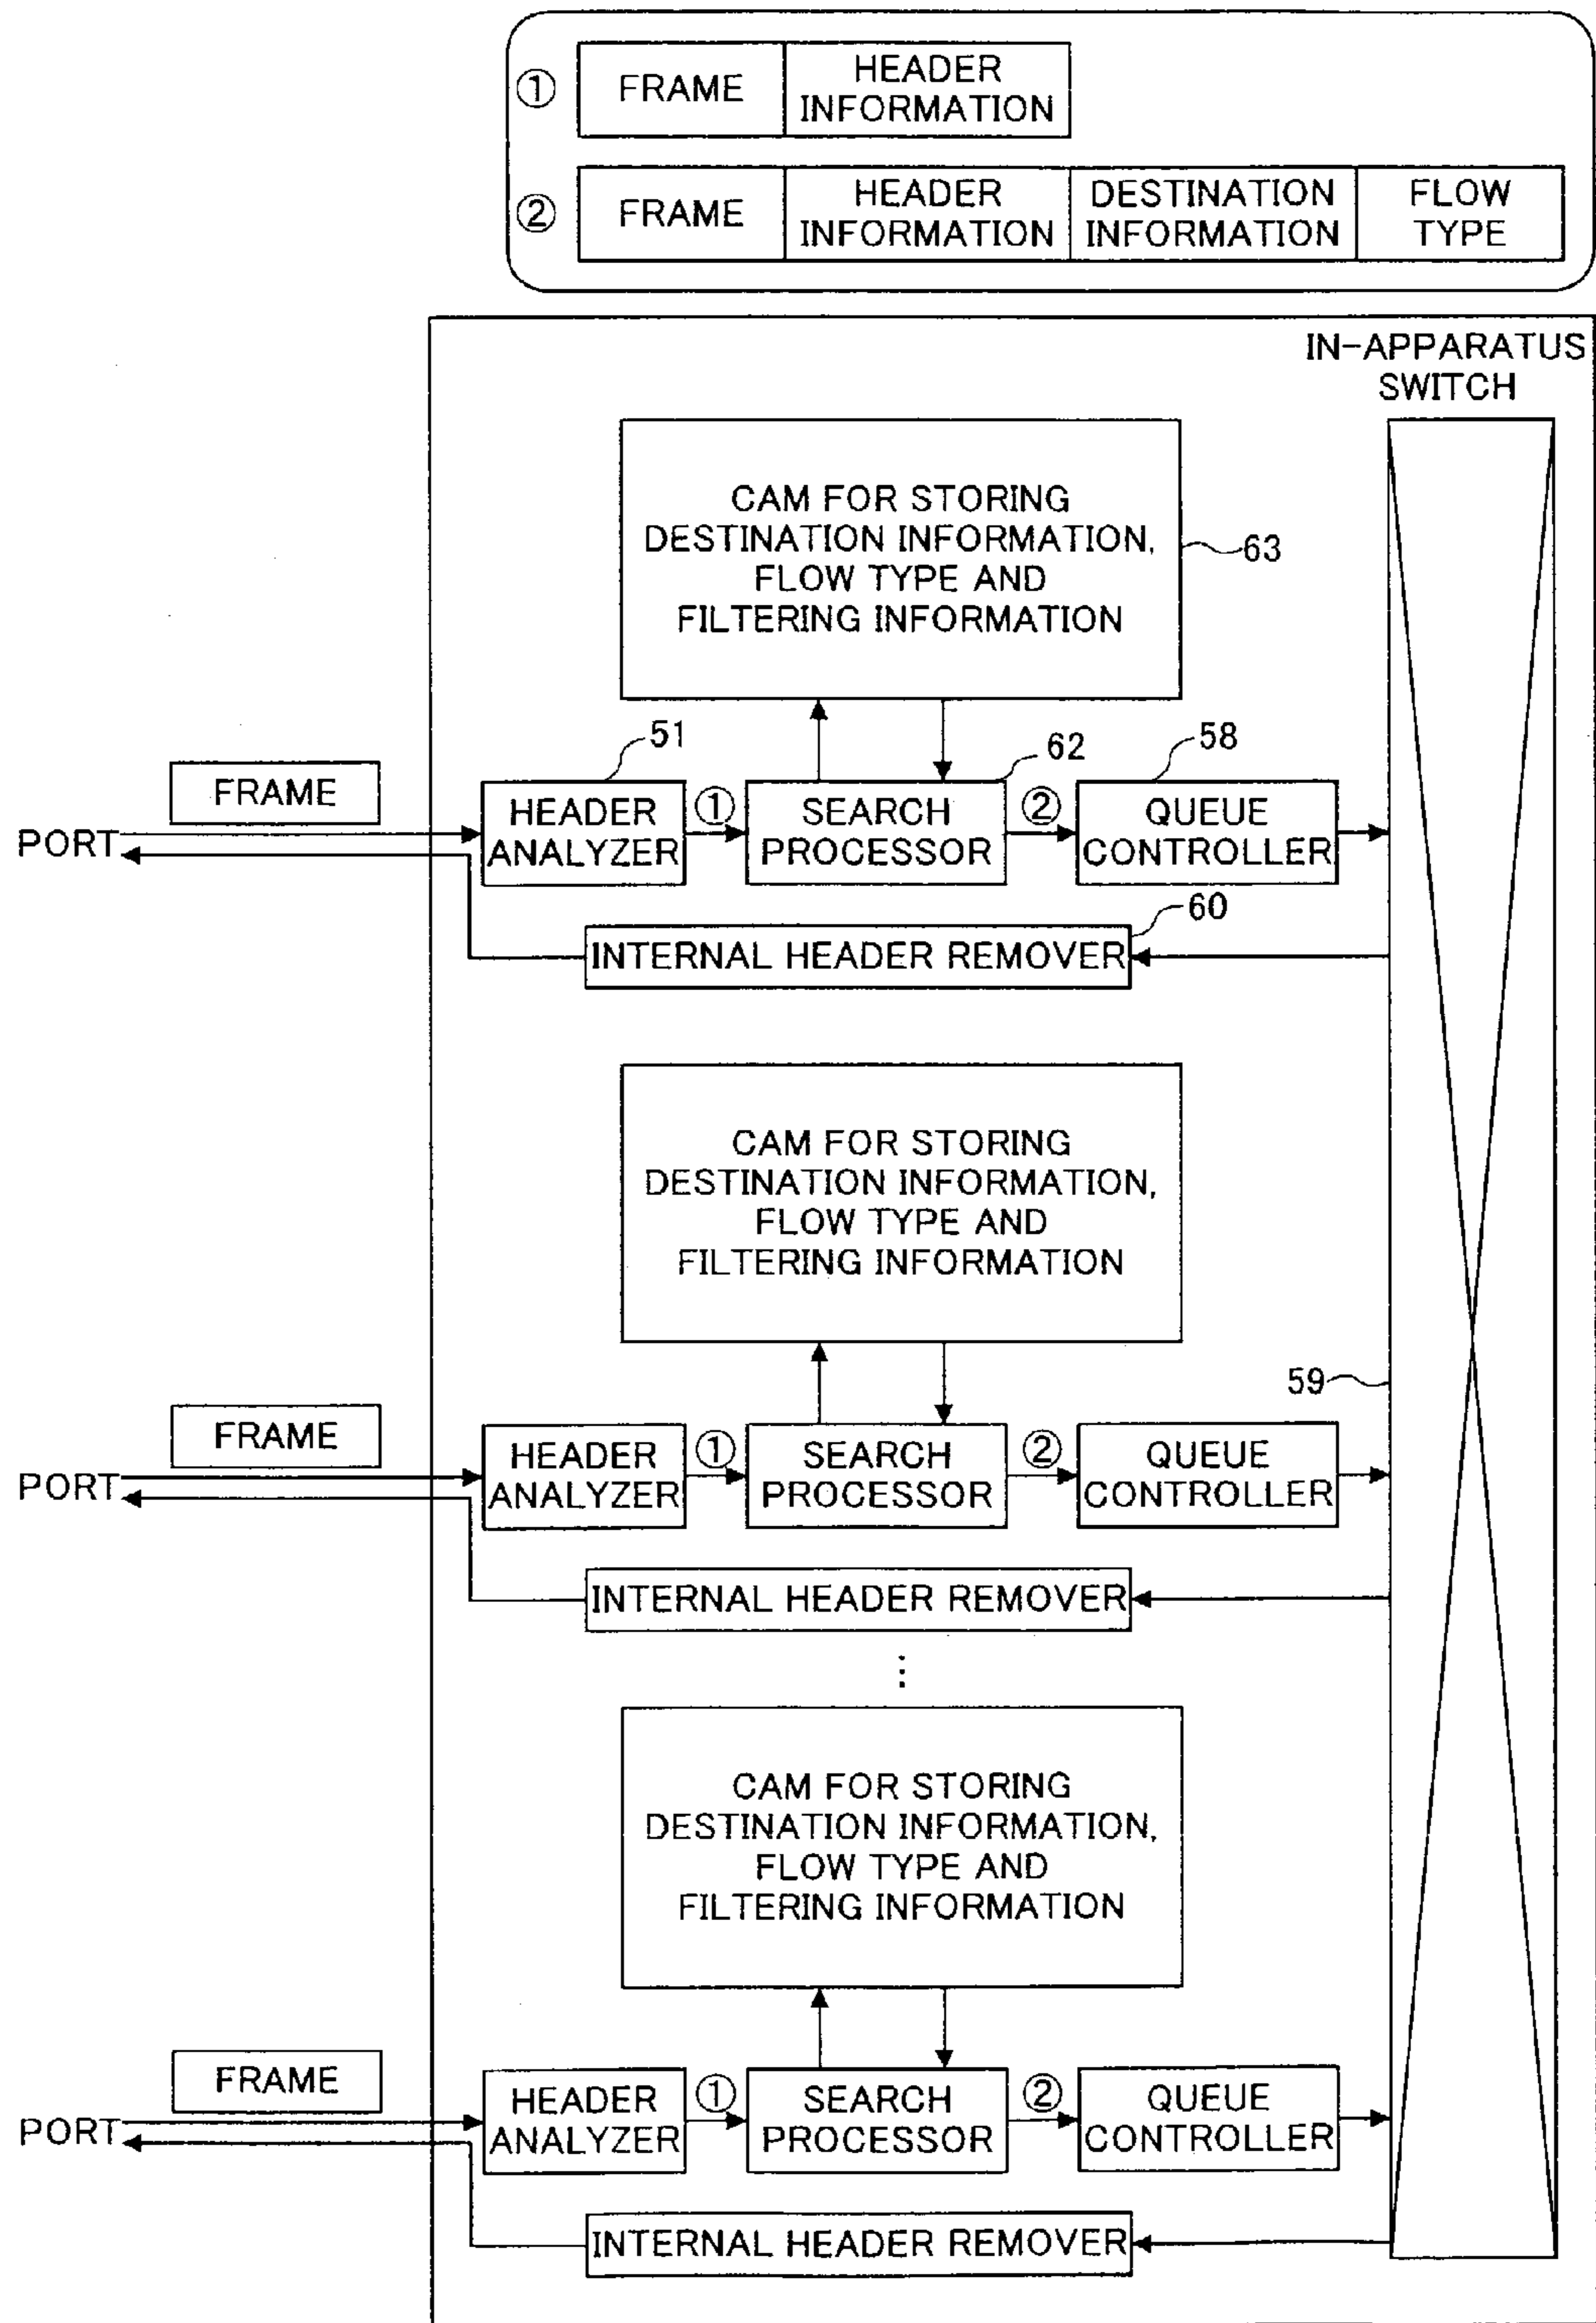 ① FRAME HEADER
INFORMATION
② FRAME HEADER
INFORMATION DESTINATION
INFORMATION FLOW
TYPE
IN-APPARATUS
SWITCH
CAM FOR STORING
DESTINATION INFORMATION,
FLOW TYPE AND
FILTERING INFORMATION
63
51
62
58
FRAME
PORT
HEADER
ANALYZER
①
SEARCH
PROCESSOR
②
QUEUE
CONTROLLER
60
INTERNAL HEADER REMOVER
CAM FOR STORING
DESTINATION INFORMATION,
FLOW TYPE AND
FILTERING INFORMATION
59
FRAME
PORT
HEADER
ANALYZER
①
SEARCH
PROCESSOR
②
QUEUE
CONTROLLER
INTERNAL HEADER REMOVER
⋮
CAM FOR STORING
DESTINATION INFORMATION,
FLOW TYPE AND
FILTERING INFORMATION
FRAME
PORT
HEADER
ANALYZER
①
SEARCH
PROCESSOR
②
QUEUE
CONTROLLER
INTERNAL HEADER REMOVER